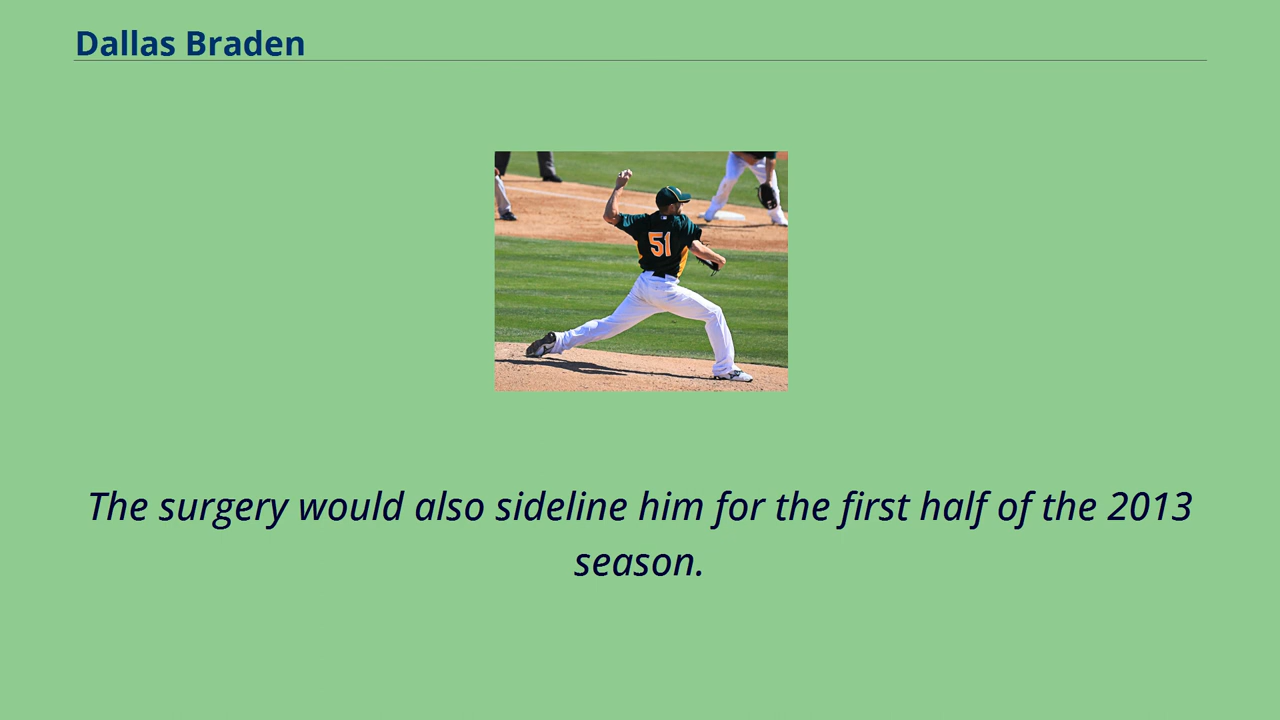 Dallas Braden
51
The surgery would also sideline him for the first half of the 2013
season.